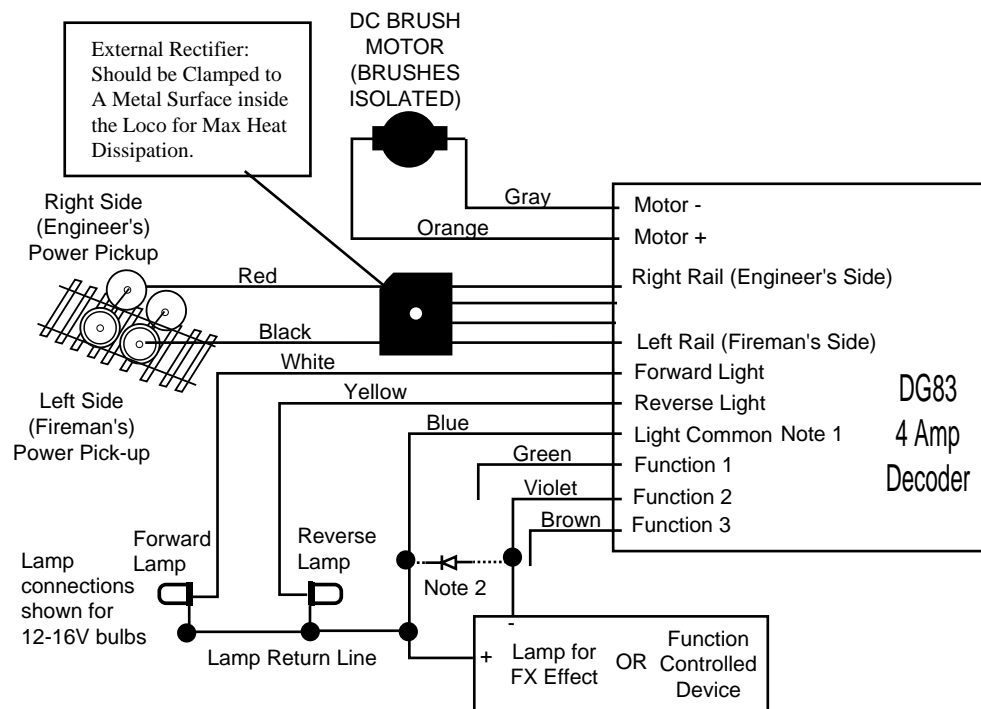 External Rectifier:
Should be Clamped to
A Metal Surface inside
the Loco for Max Heat
Dissipation.
DC BRUSH
MOTOR
(BRUSHES
ISOLATED)
Right Side
(Engineer's)
Power Pickup
Gray
Motor -
Orange
Motor +
Red
Right Rail (Engineer's Side)
Black
Left Rail (Fireman's Side)
White
Forward Light
Yellow
Reverse Light
Left Side
(Fireman's)
Power Pick-up
Blue
Light Common Note 1
Green
Function 1
Violet
Function 2
Brown
Function 3
DG83
4 Amp
Decoder
Forward
Lamp
Reverse
Lamp
Lamp
connections
shown for
12-16V bulbs
Note 2
Lamp Return Line
-
+
Lamp for
FX Effect
OR
Function
Controlled
Device